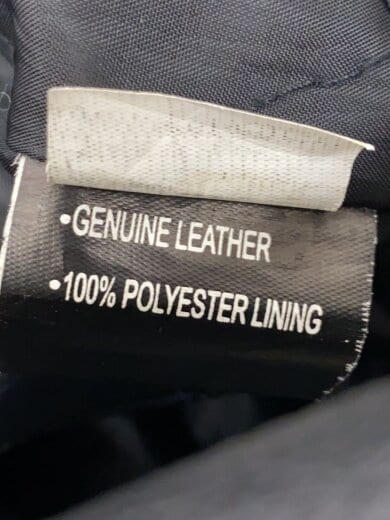 •GENUINE LEATHER
•100% POLYESTER LINING